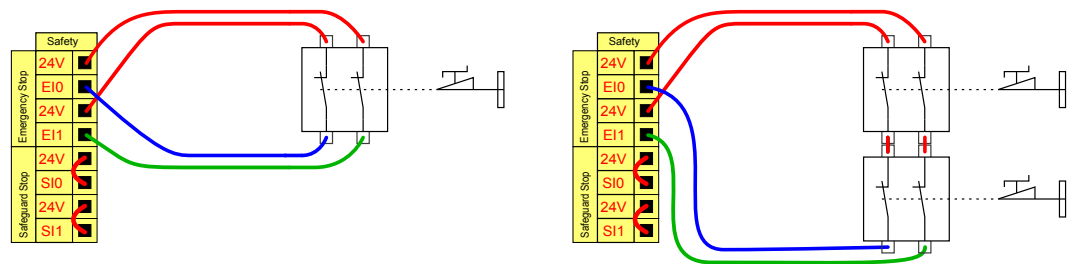 Safety
Emergency Stop
24V
EI0
24V
EI1
Safeguard Stop
24V
SI0
24V
SI1
Safety
Emergency Stop
24V
EI0
24V
EI1
Safeguard Stop
24V
SI0
24V
SI1